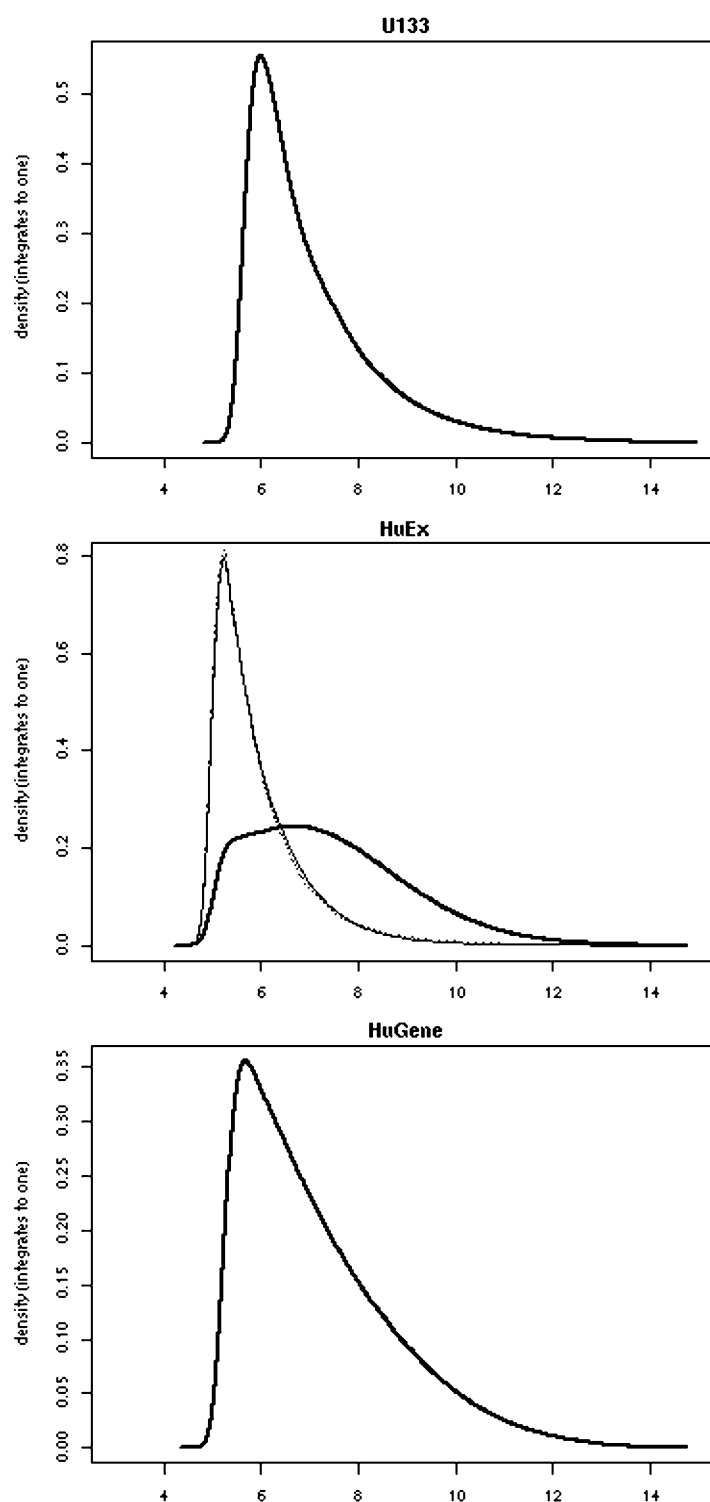 U133
density (integrates to one)
0.5
0.4
0.3
0.2
0.1
0.0
4 6 8 10 12 14
HuEx
density (integrates to one)
0.8
0.6
0.4
0.2
0.0
4 6 8 10 12 14
HuGene
density (integrates to one)
0.35
0.30
0.25
0.20
0.15
0.10
0.05
0.00
4 6 8 10 12 14